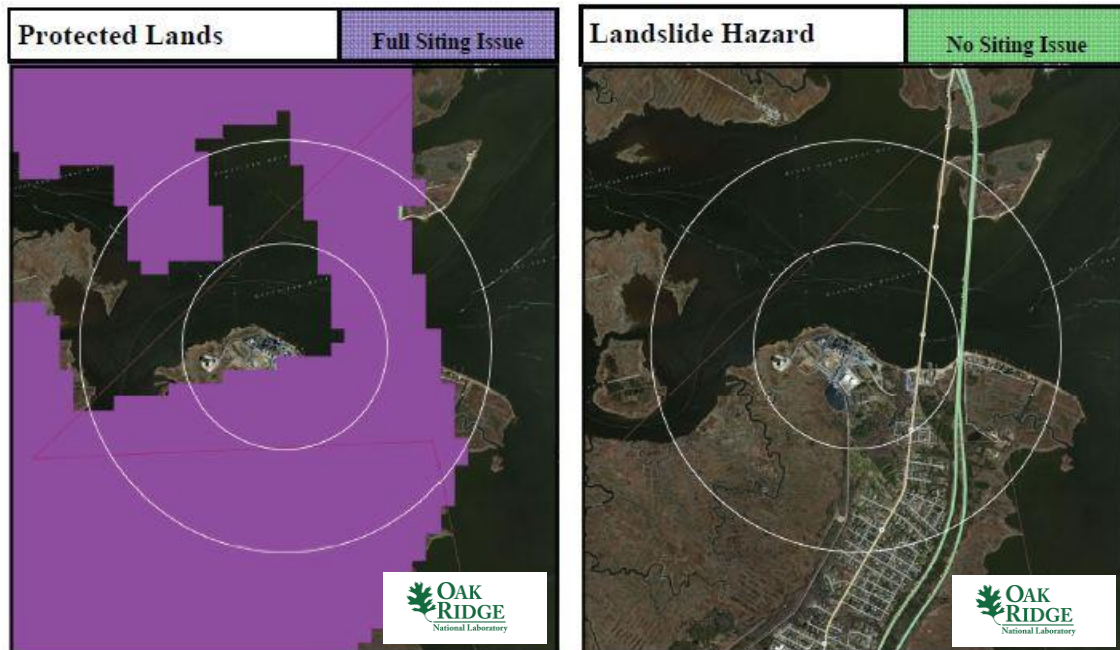 Protected Lands
Full Siting Issue
Landslide Hazard
No Siting Issue
OAK
RIDGE
National Laboratory
OAK
RIDGE
National Laboratory